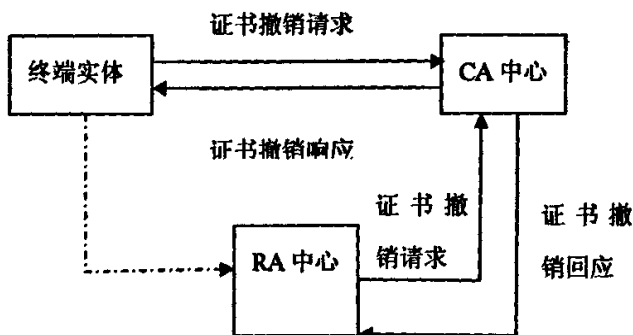 证书撤销请求
终端实体
CA 中心
证书撤销响应
证 书 撤
销请求
证 书 撤
销回应
RA 中心